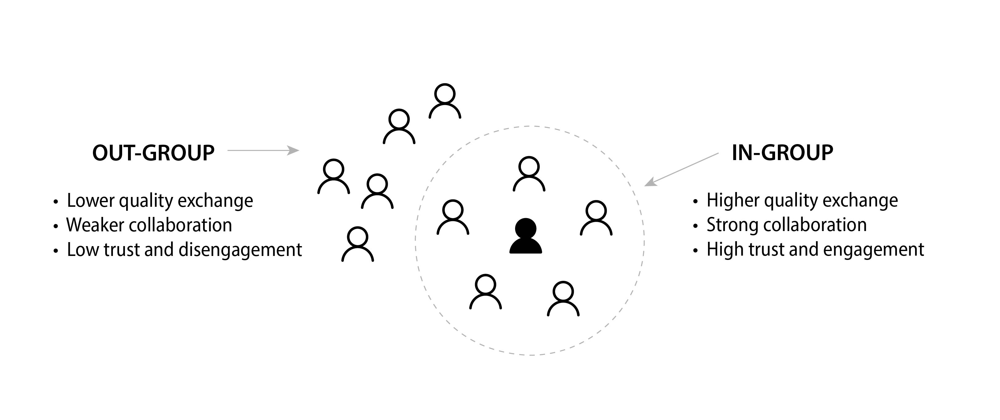 OUT-GROUP
• Lower quality exchange
• Weaker collaboration
• Low trust and disengagement
IN-GROUP
• Higher quality exchange
• Strong collaboration
• High trust and engagement